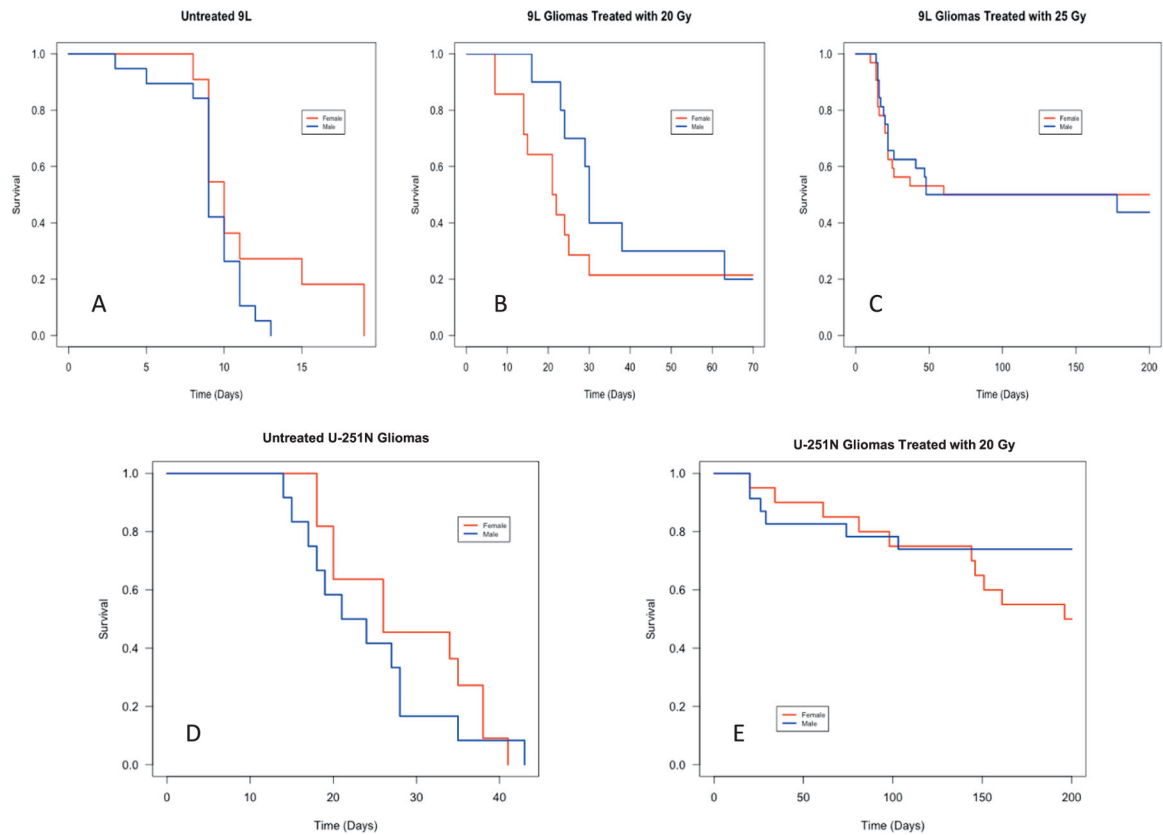 Untreated 9L
Survival
1.0
0.8
0.6
0.4
0.2
0.0
Female
Male
A
0
5
10
15
Time (Days)
9L Gliomas Treated with 20 Gy
Survival
1.0
0.8
0.6
0.4
0.2
0.0
Female
Male
B
0
10
20
30
40
50
60
70
Time (Days)
9L Gliomas Treated with 25 Gy
Survival
1.0
0.8
0.6
0.4
0.2
0.0
Female
Male
C
0
50
100
150
200
Time (Days)
Untreated U-251N Gliomas
Survival
1.0
0.8
0.6
0.4
0.2
0.0
Female
Male
D
0
10
20
30
40
Time (Days)
U-251N Gliomas Treated with 20 Gy
Survival
1.0
0.8
0.6
0.4
0.2
0.0
Female
Male
E
0
50
100
150
200
Time (Days)